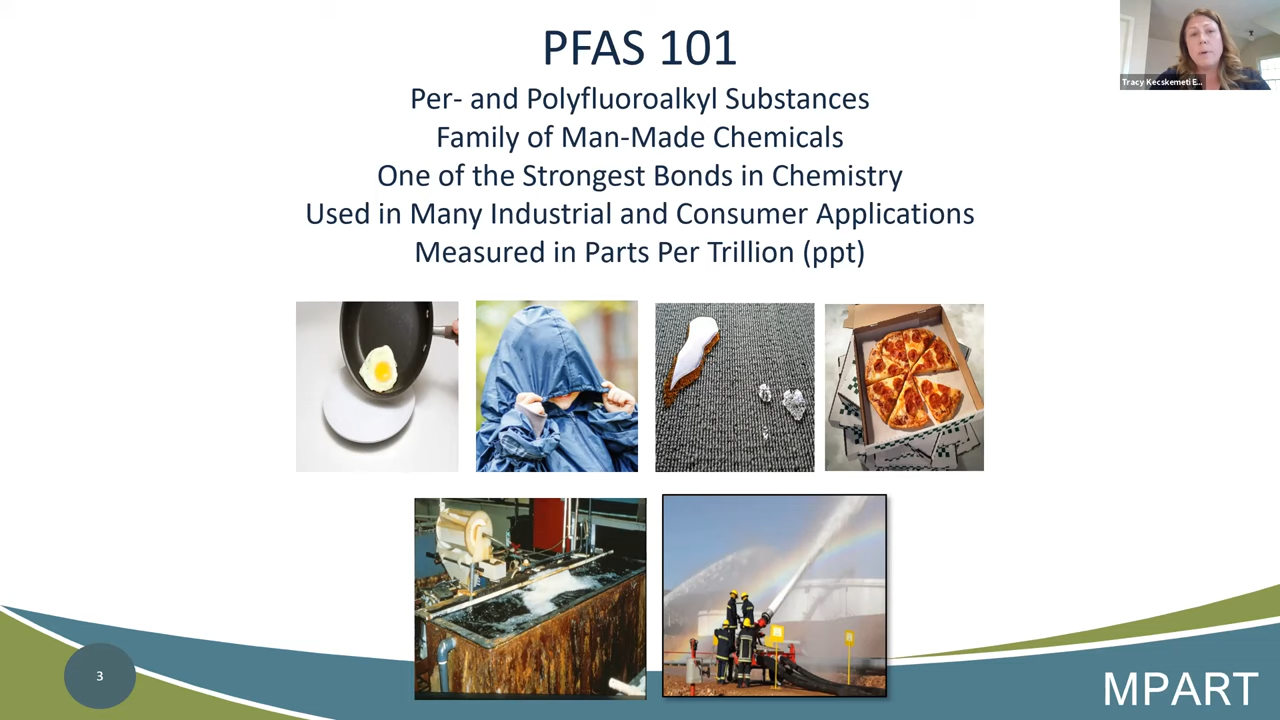 PFAS 101
Per- and Polyfluoroalkyl Substances
Family of Man-Made Chemicals
One of the Strongest Bonds in Chemistry
Used in Many Industrial and Consumer Applications
Measured in Parts Per Trillion (ppt)
Tracy Kecskemeti E...
3
MPART